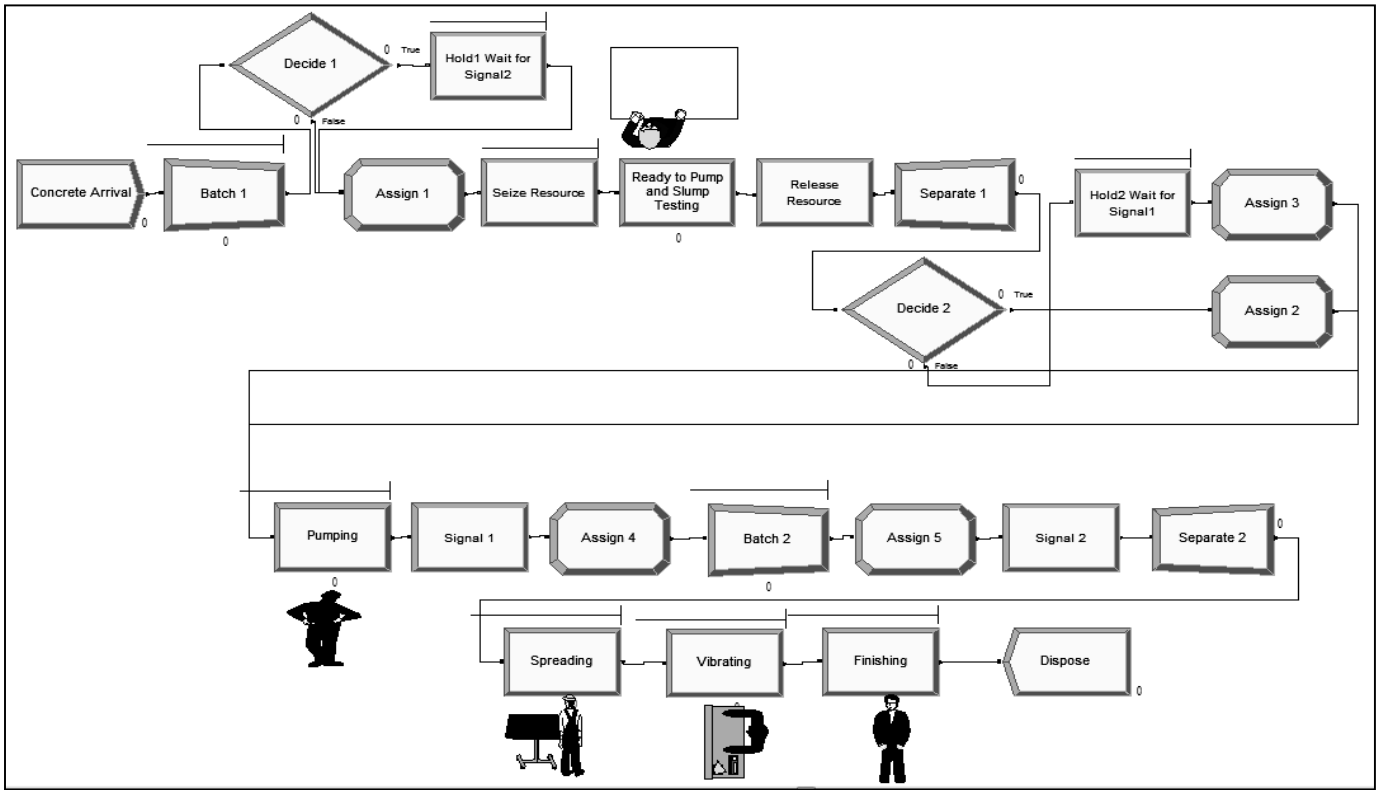 Decide 1
0
True
0
False
Hold1 Wait for
Signal2
Concrete Arrival
0
Batch 1
0
Assign 1
Seize Resource
Ready to Pump
and Slump
Testing
0
Release
Resource
Separate 1
0
Hold2 Wait for
Signal1
Assign 3
Decide 2
0
True
0
False
Assign 2
Pumping
0
Signal 1
Assign 4
Batch 2
0
Assign 5
Signal 2
Separate 2
0
Spreading
Vibrating
Finishing
Dispose
0